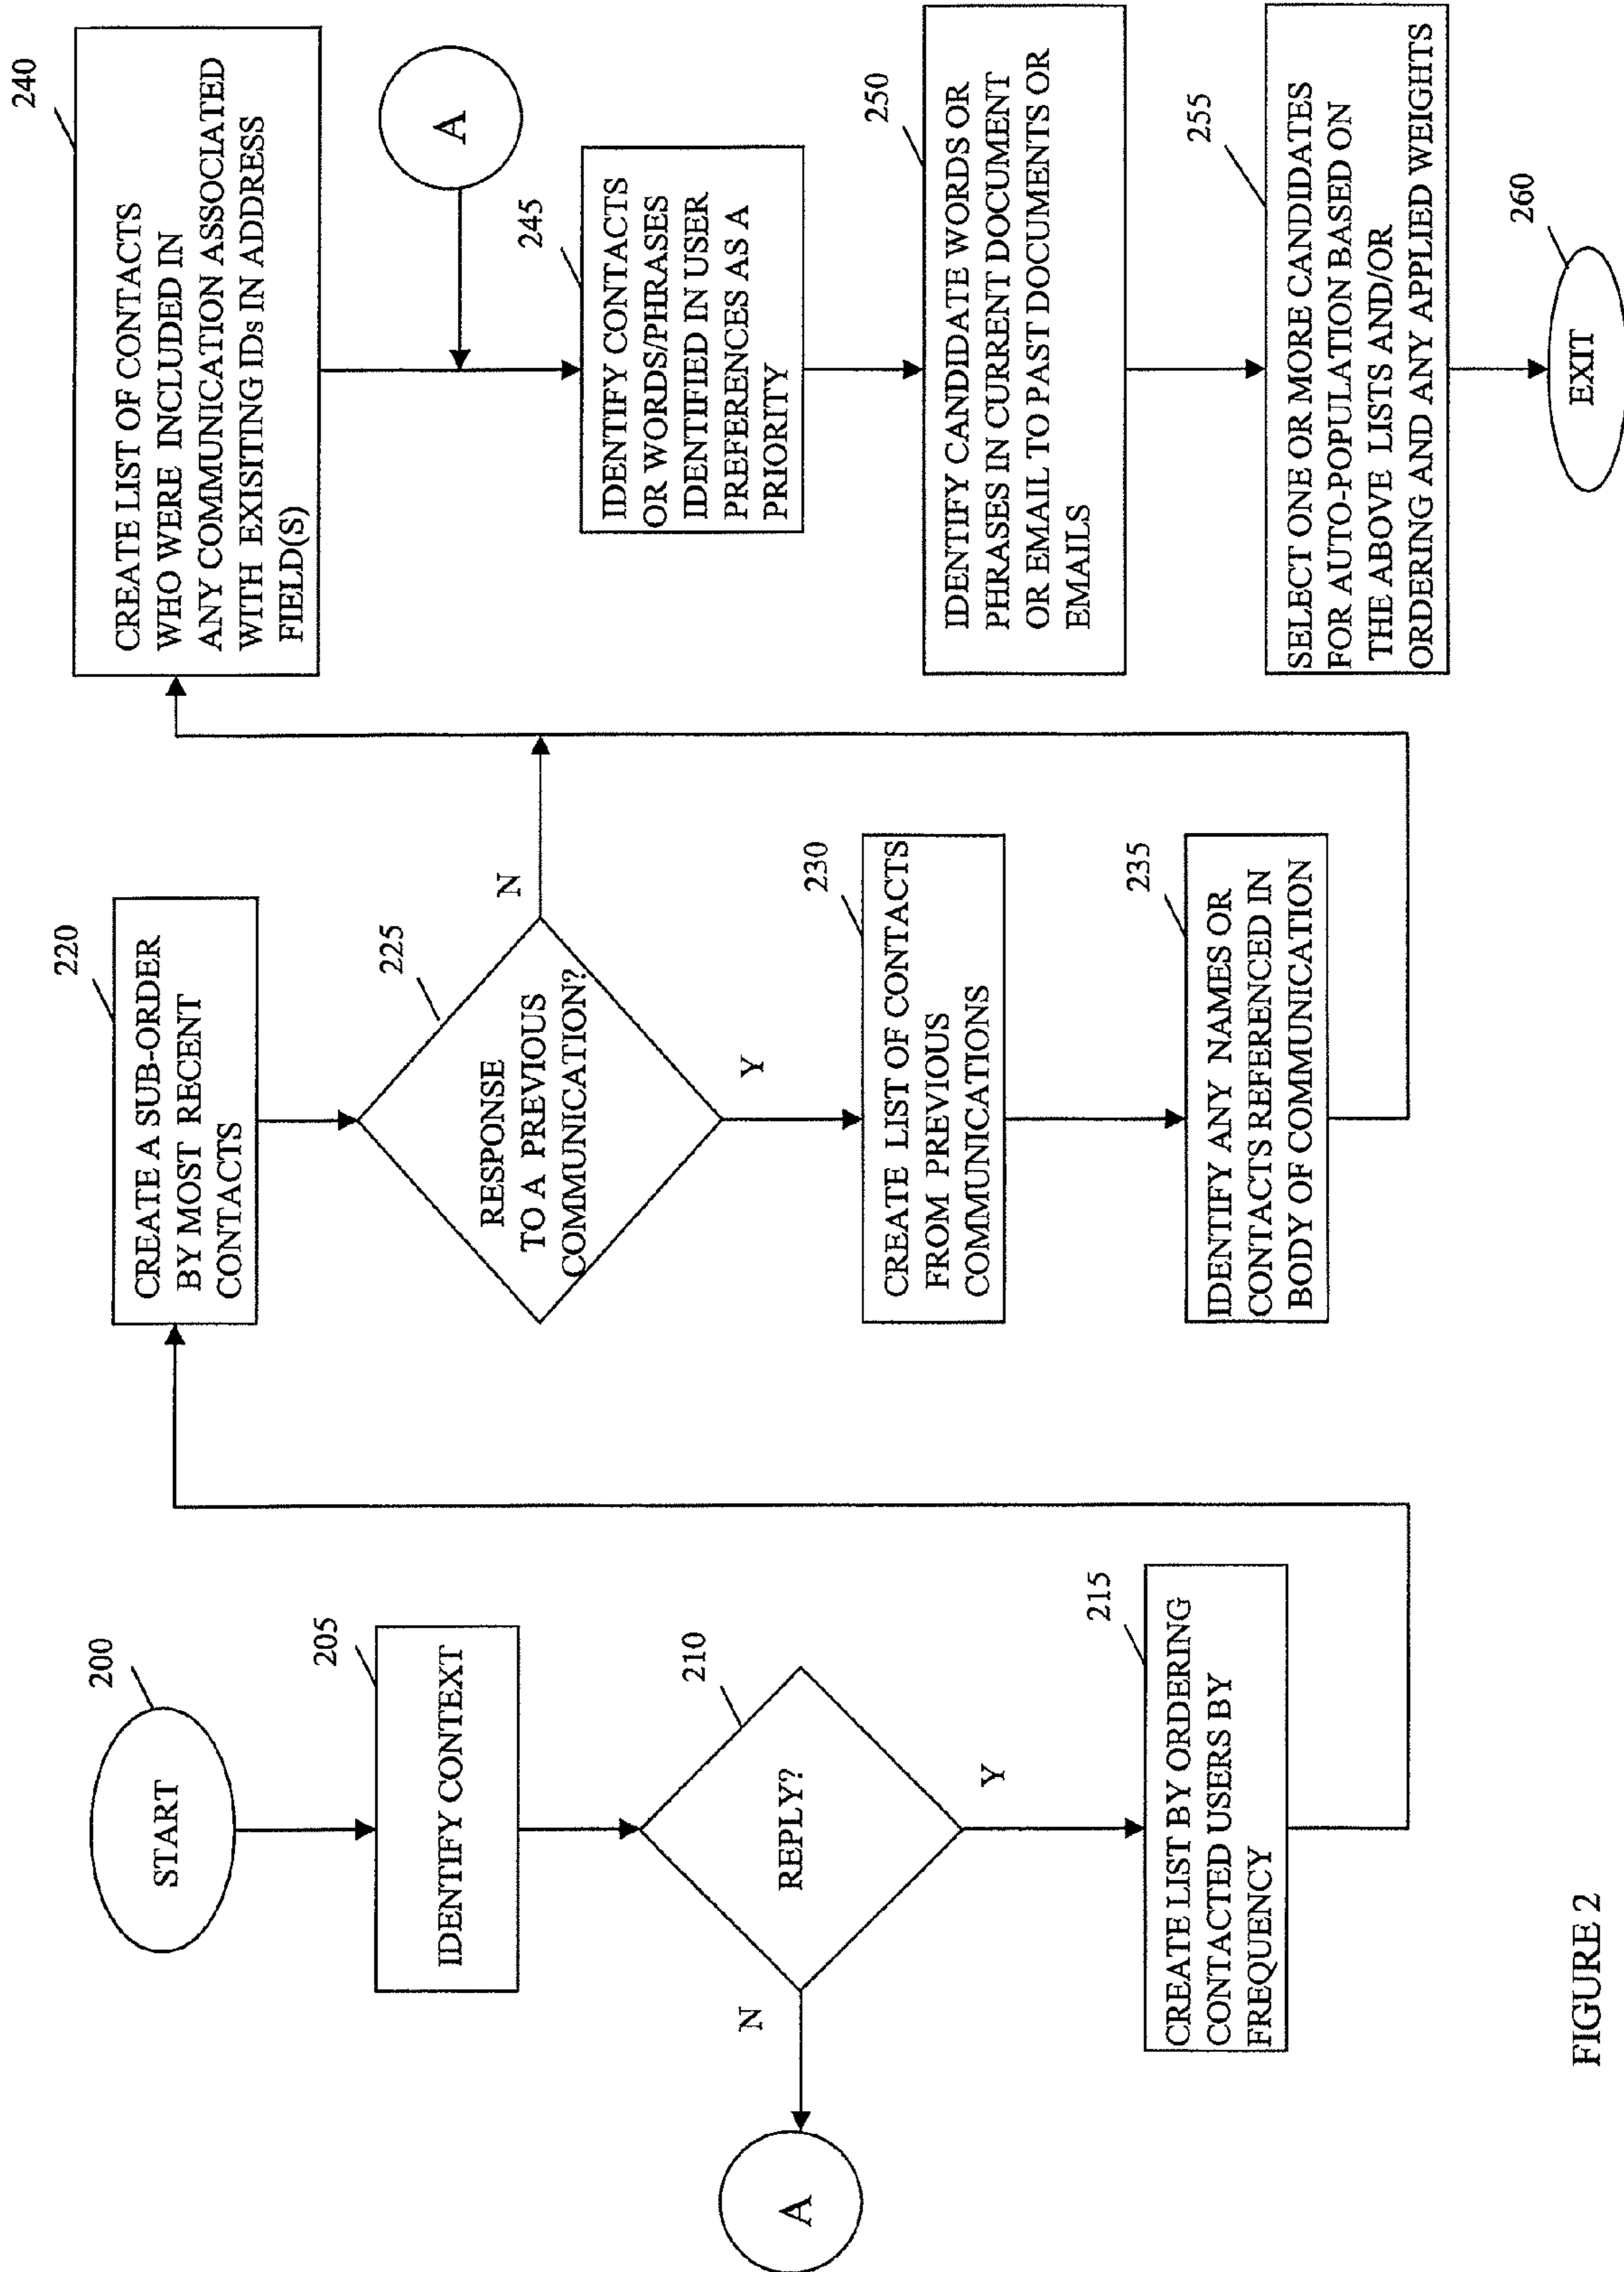 200
START
205
IDENTIFY CONTEXT
210
REPLY?
N
A
Y
215
CREATE LIST BY ORDERING
CONTACTED USERS BY
FREQUENCY
220
CREATE A SUB-ORDER
BY MOST RECENT
CONTACTS
225
RESPONSE
TO A PREVIOUS
COMMUNICATION?
N
Y
230
CREATE LIST OF CONTACTS
FROM PREVIOUS
COMMUNICATIONS
235
IDENTIFY ANY NAMES OR
CONTACTS REFERENCED IN
BODY OF COMMUNICATION
240
CREATE LIST OF CONTACTS
WHO WERE INCLUDED IN
ANY COMMUNICATION ASSOCIATED
WITH EXISITING IDs IN ADDRESS
FIELD(S)
A
245
IDENTIFY CONTACTS
OR WORDS/PHRASES
IDENTIFIED IN USER
PREFERENCES AS A
PRIORITY
250
IDENTIFY CANDIDATE WORDS OR
PHRASES IN CURRENT DOCUMENT
OR EMAIL TO PAST DOCUMENTS OR
EMAILS
255
SELECT ONE OR MORE CANDIDATES
FOR AUTO-POPULATION BASED ON
THE ABOVE LISTS AND/OR
ORDERING AND ANY APPLIED WEIGHTS
260
EXIT
FIGURE 2